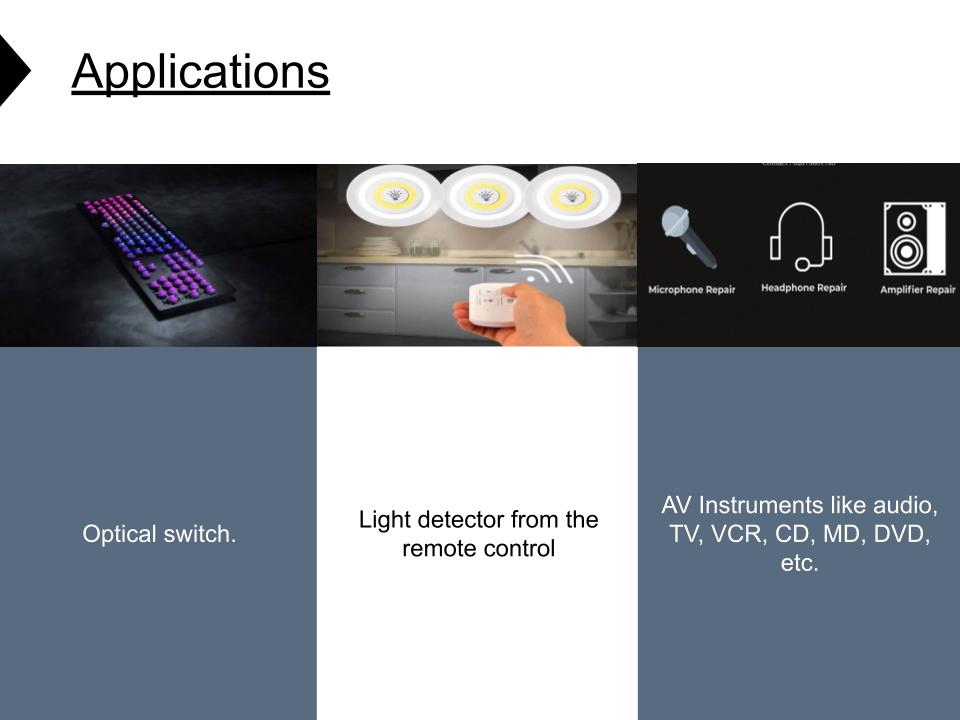 Applications
Microphone Repair
Headphone Repair
Amplifier Repair
Optical switch.
Light detector from the
remote control
AV Instruments like audio,
TV, VCR, CD, MD, DVD,
etc.